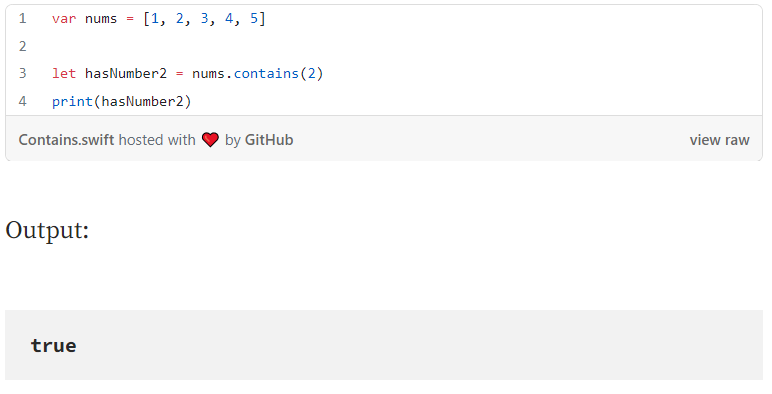 1 var nums = [1, 2, 3, 4, 5]
2
3 let hasNumber2 = nums.contains(2)
4 print(hasNumber2)
Contains.swift hosted with ❤ by GitHub view raw
Output:
true